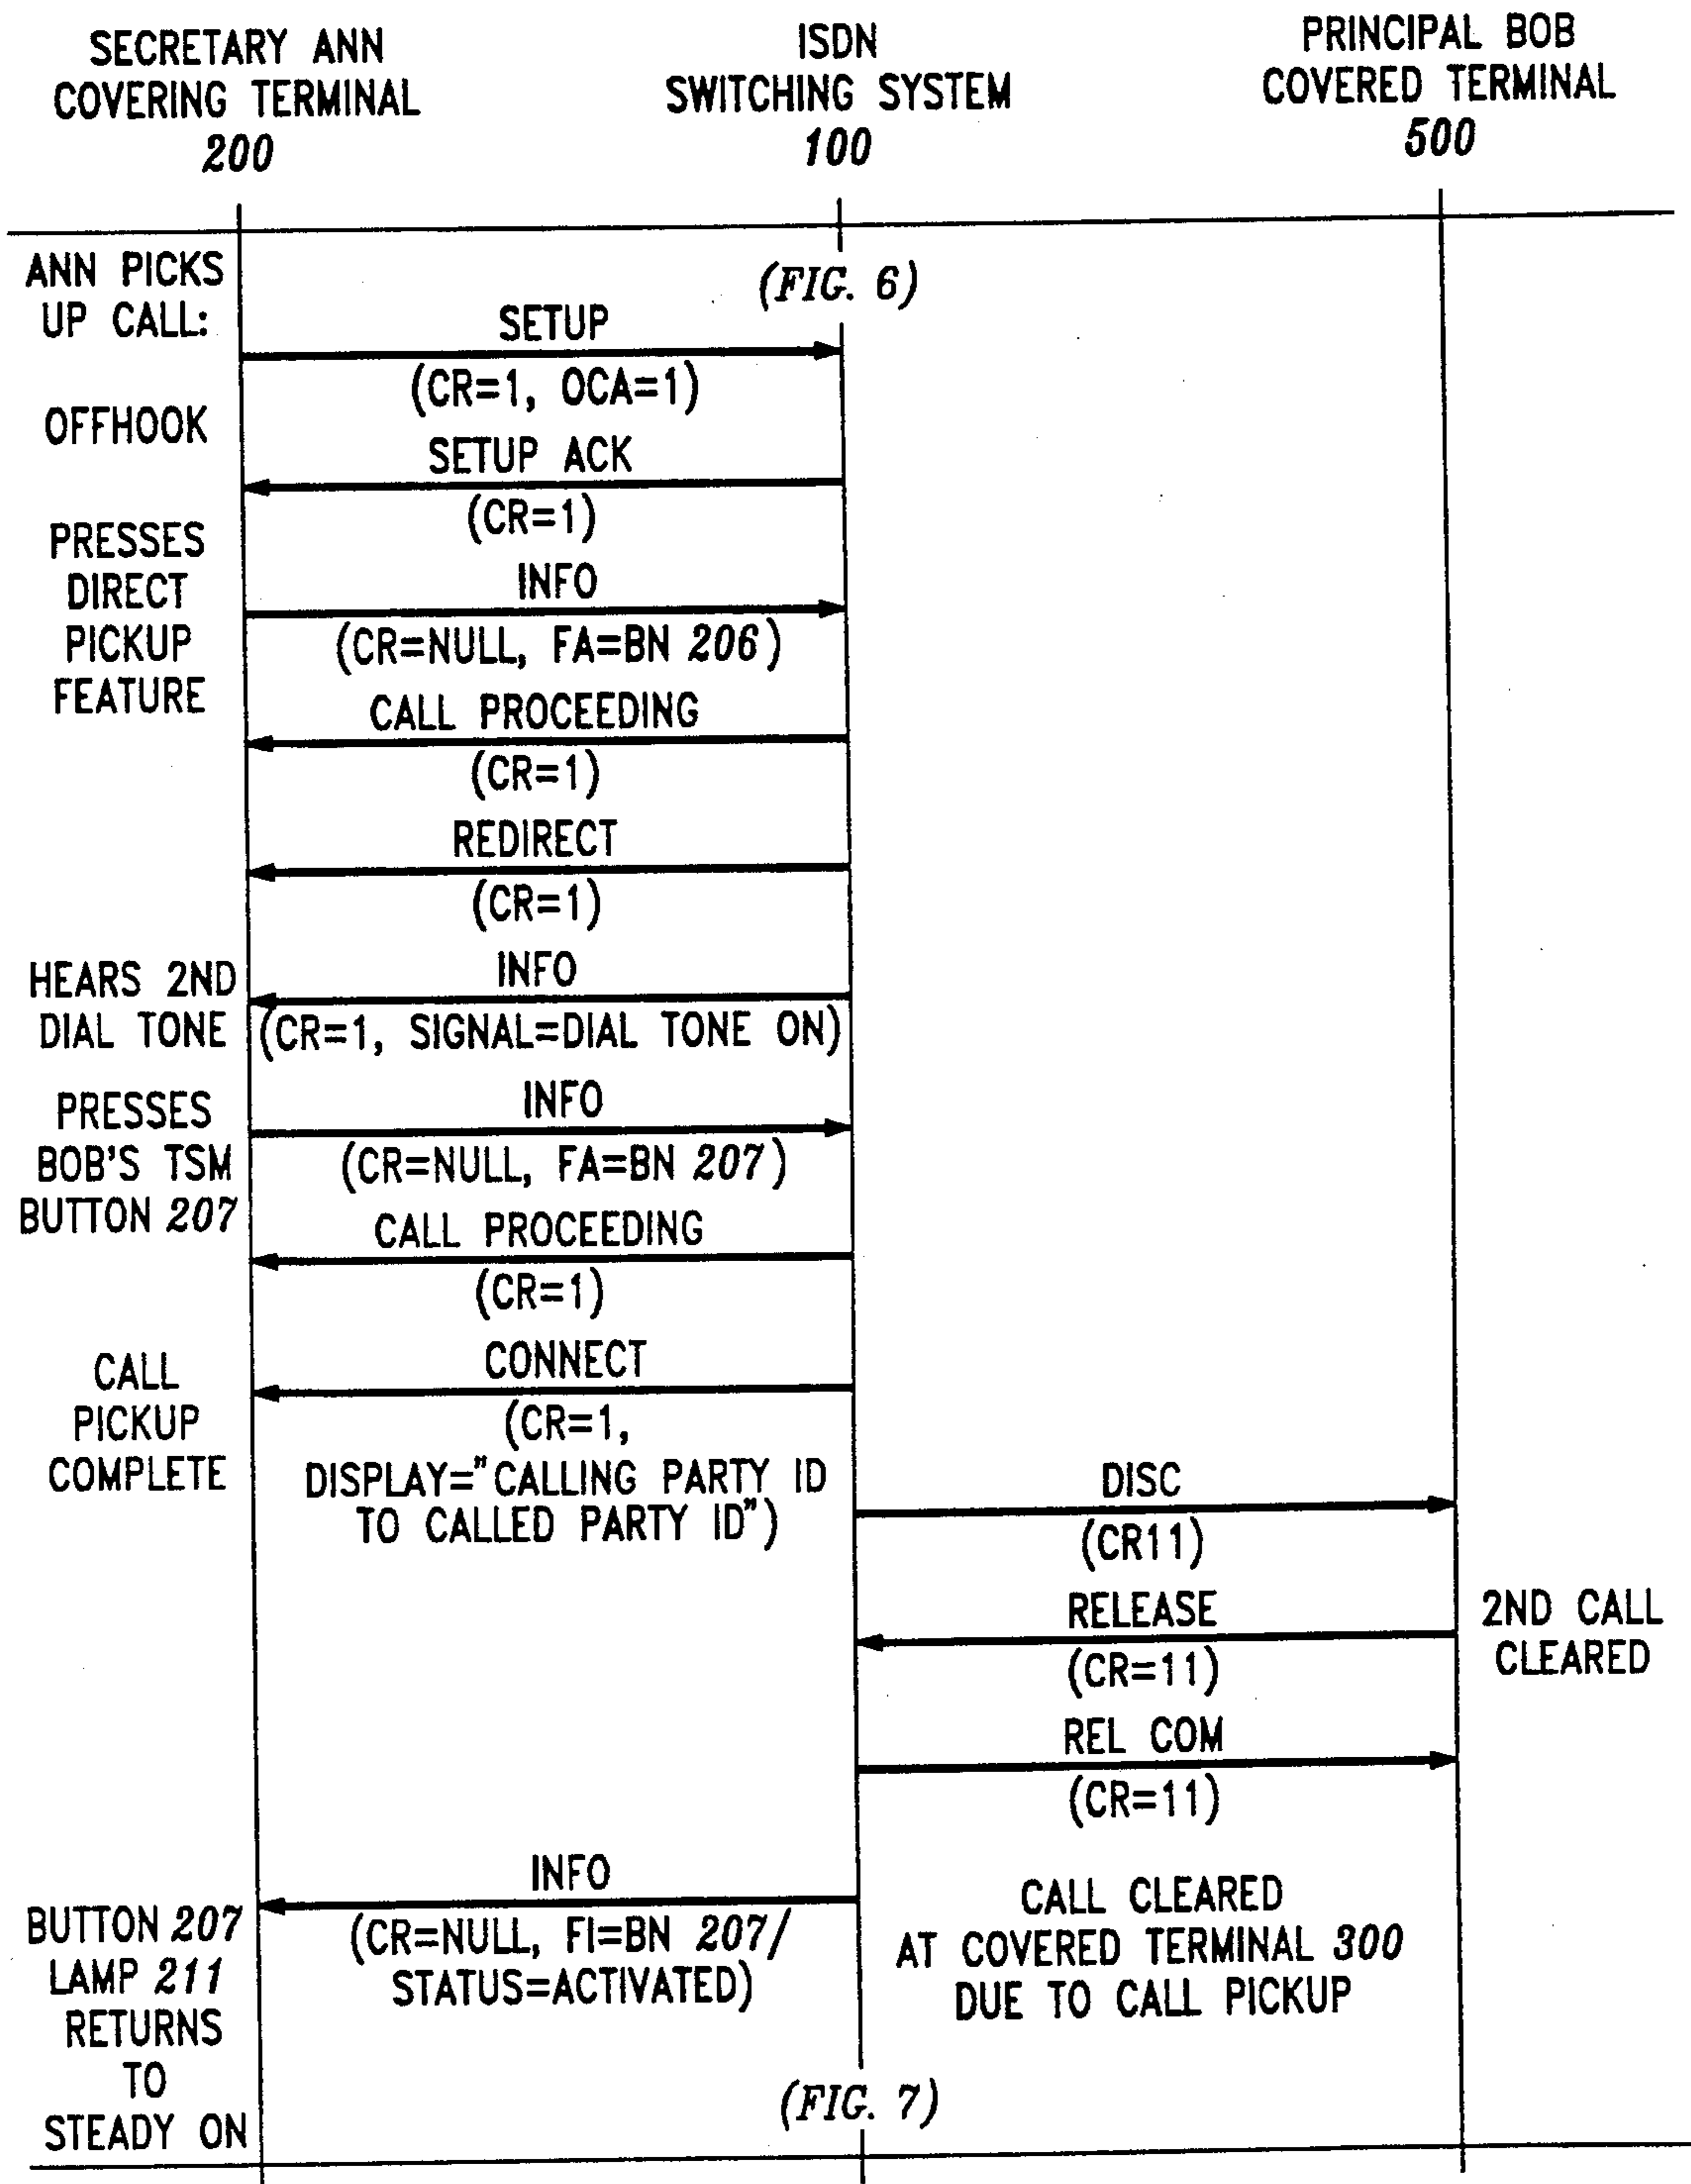 SECRETARY ANN
COVERING TERMINAL
200
ISDN
SWITCHING SYSTEM
100
PRINCIPAL BOB
COVERED TERMINAL
500
ANN PICKS
UP CALL:
(FIG. 6)
SETUP
(CR=1, OCA=1)
OFFHOOK
SETUP ACK
(CR=1)
PRESSES
DIRECT
PICKUP
FEATURE
INFO
(CR=NULL, FA=BN 206)
CALL PROCEEDING
(CR=1)
REDIRECT
(CR=1)
HEARS 2ND
DIAL TONE
INFO
(CR=1, SIGNAL=DIAL TONE ON)
PRESSES
BOB'S TSM
BUTTON 207
INFO
(CR=NULL, FA=BN 207)
CALL PROCEEDING
(CR=1)
CALL
PICKUP
COMPLETE
CONNECT
(CR=1,
DISPLAY="CALLING PARTY ID
TO CALLED PARTY ID")
DISC
(CR11)
RELEASE
(CR=11)
2ND CALL
CLEARED
REL COM
(CR=11)
INFO
(CR=NULL, FI=BN 207/
STATUS=ACTIVATED)
CALL CLEARED
AT COVERED TERMINAL 300
DUE TO CALL PICKUP
BUTTON 207
LAMP 211
RETURNS
TO
STEADY ON
(FIG. 7)